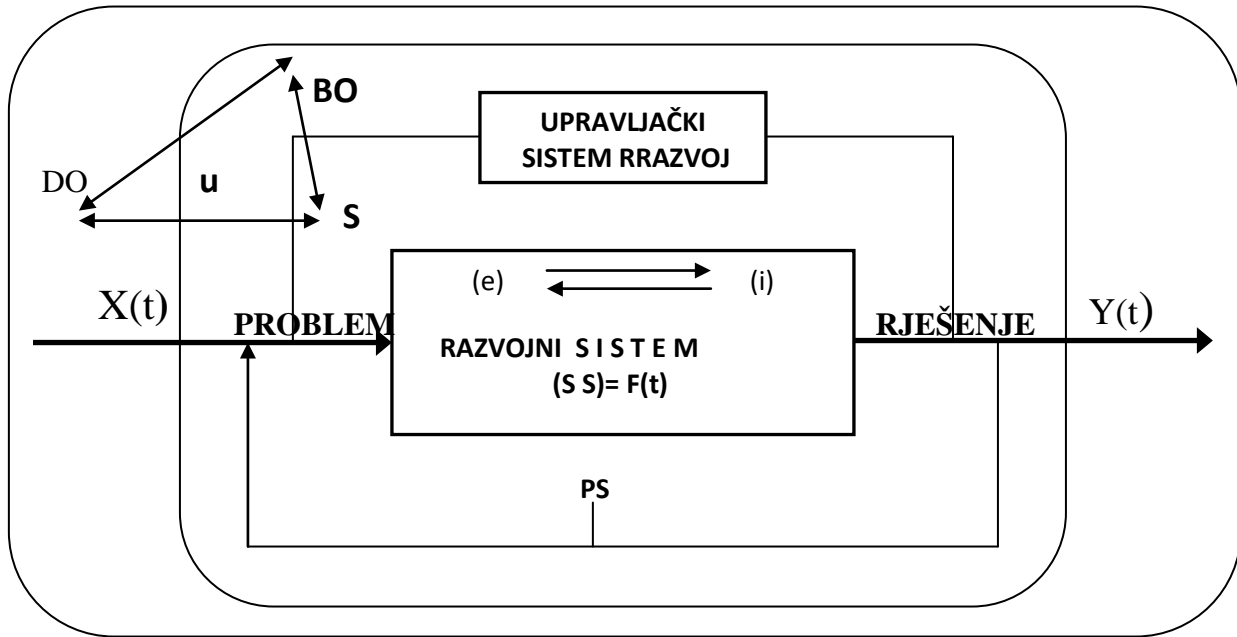 BO
UPRAVLJAČKI
SISTEM RRAZVOJ
DO
u
S
(e)
(i)
X(t)
PROBLEM
RJEŠENJE
Y(t)
RAZVOJNI S I S T E M
(S S)= F(t)
PS